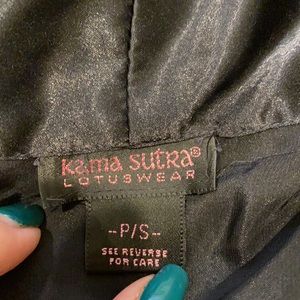 Kama Sutra®
LOTUSWEAR
--P/S--
SEE REVERSE
FOR CARE